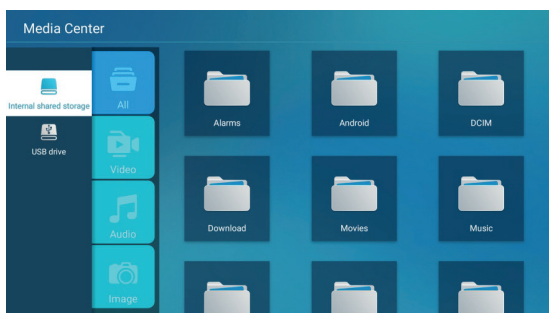 Media Center
Internal shared storage
USB drive
All
Video
Audio
Image
Alarms
Android
DCIM
Download
Movies
Music